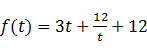 f(t) = 3t + 12/t + 12